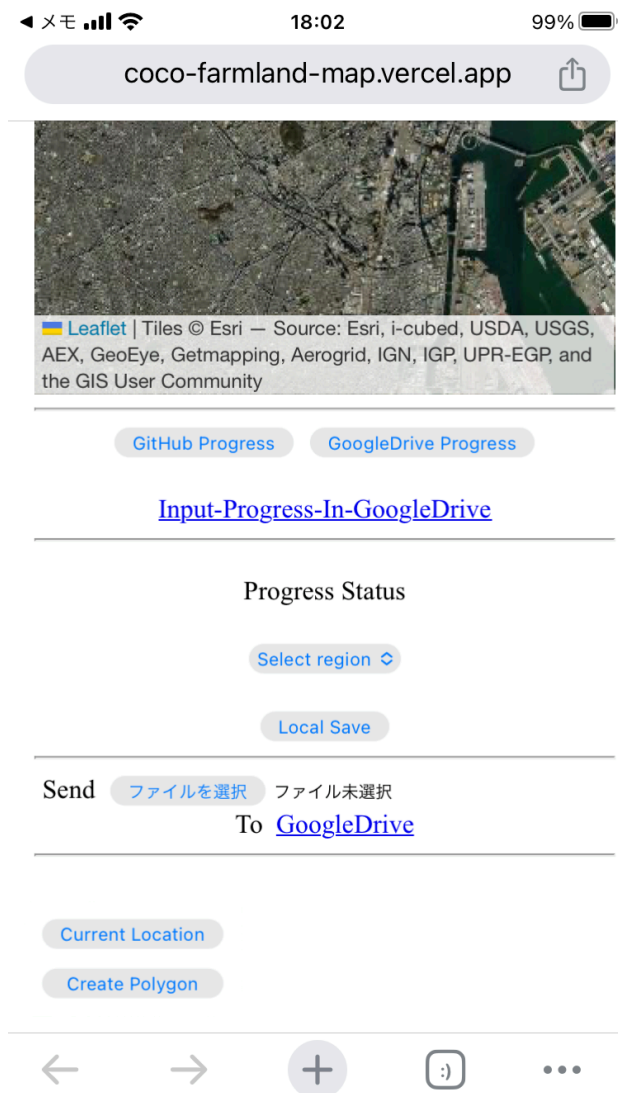 ◀ メモ 18:02 99%
coco-farmland-map.vercel.app
Leaflet | Tiles © Esri — Source: Esri, i-cubed, USDA, USGS,
AEX, GeoEye, Getmapping, Aerogrid, IGN, IGP, UPR-EGP, and
the GIS User Community
GitHub Progress GoogleDrive Progress
Input-Progress-In-GoogleDrive
Progress Status
Select region
Local Save
Send ファイルを選択 ファイル未選択
To GoogleDrive
Current Location
Create Polygon
:)